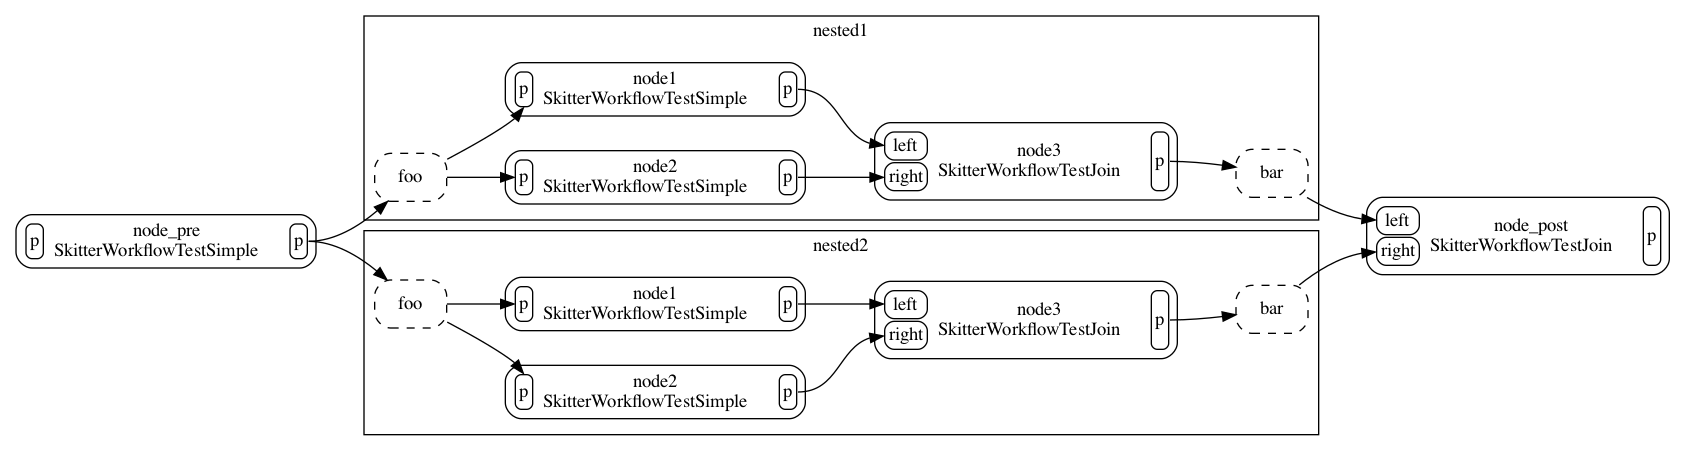 nested1
node1
p
SkitterWorkflowTestSimple
p
foo
p
node2
SkitterWorkflowTestSimple
p
left
right
node3
SkitterWorkflowTestJoin
p
bar
p
node_pre
SkitterWorkflowTestSimple
p
nested2
foo
p
node1
SkitterWorkflowTestSimple
p
p
node2
SkitterWorkflowTestSimple
p
left
right
node3
SkitterWorkflowTestJoin
p
bar
left
right
node_post
SkitterWorkflowTestJoin
p